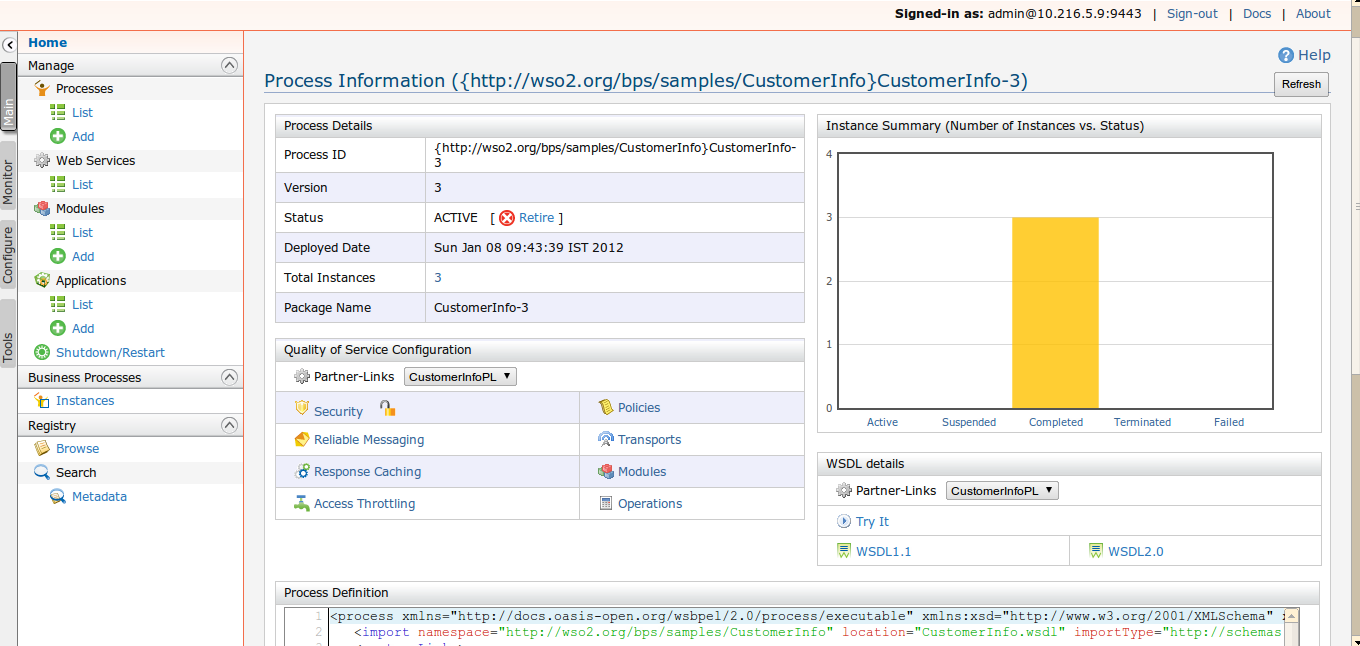 Signed-in as: admin@10.216.5.9:9443 | Sign-out | Docs | About
Home
Manage
Processes
List
Add
Web Services
List
Modules
List
Add
Applications
List
Add
Shutdown/Restart
Business Processes
Instances
Registry
Browse
Search
Metadata
Main
Monitor
Configure
Tools
Help
Process Information ({http://wso2.org/bps/samples/CustomerInfo}CustomerInfo-3)
Refresh
Process Details
Process ID {http://wso2.org/bps/samples/CustomerInfo}CustomerInfo-
3
Version 3
Status ACTIVE [ Retire ]
Deployed Date Sun Jan 08 09:43:39 IST 2012
Total Instances 3
Package Name CustomerInfo-3
Quality of Service Configuration
Partner-Links CustomerInfoPL
Security Policies
Reliable Messaging Transports
Response Caching Modules
Access Throttling Operations
Instance Summary (Number of Instances vs. Status)
4
3
2
1
0
Active Suspended Completed Terminated Failed
WSDL details
Partner-Links CustomerInfoPL
Try It
WSDL1.1 WSDL2.0
Process Definition
1 <process xmlns="http://docs.oasis-open.org/wsbpel/2.0/process/executable" xmlns:xsd="http://www.w3.org/2001/XMLSchema"
2 <import namespace="http://wso2.org/bps/samples/CustomerInfo" location="CustomerInfo.wsdl" importType="http://schemas